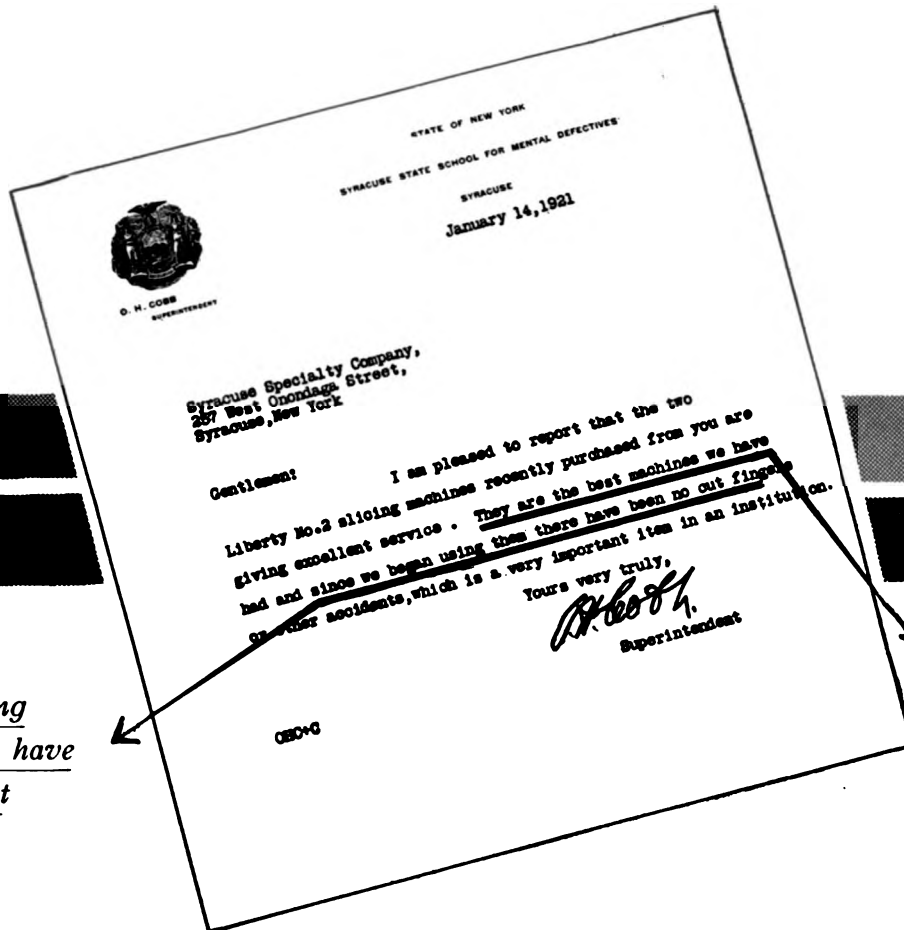 STATE OF NEW YORK
SYRACUSE STATE SCHOOL FOR MENTAL DEFECTIVES
SYRACUSE
January 14,1921
O. H. COBB
SUPERINTENDENT
Syracuse Specialty Company,
257 West Onondaga Street,
Syracuse,New York
Gentlemen:
I am pleased to report that the two
Liberty No.2 slicing machines recently purchased from you are
giving excellent service . They are the best machines we have
had and since we began using them there have been no cut fingers
or other accidents,which is a very important item in an institution.
Yours very truly,
Superintendent
OHC+G
ng
have
t